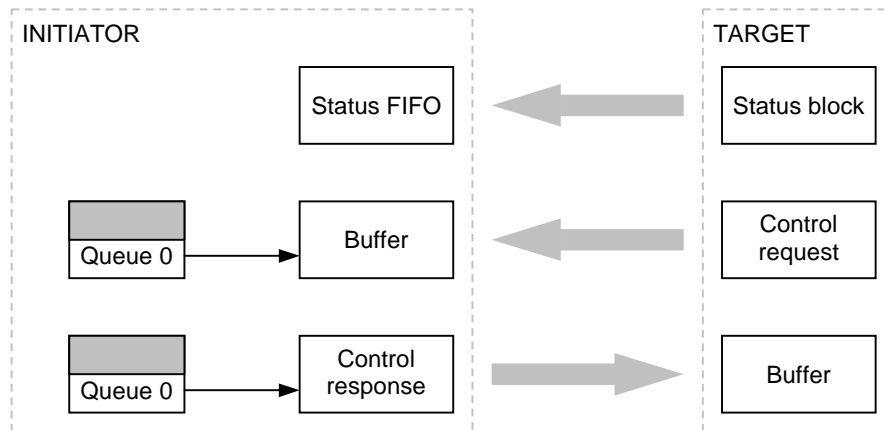 INITIATOR
TARGET
Status FIFO
Status block
Queue 0
Buffer
Control
request
Queue 0
Control
response
Buffer